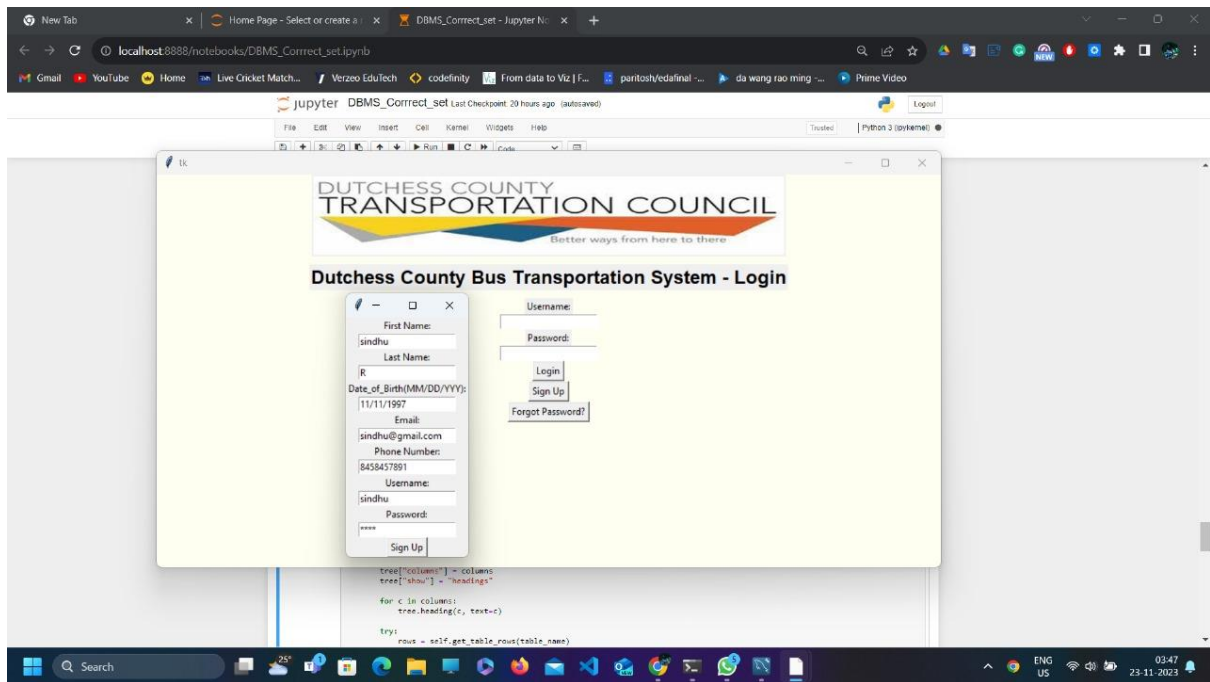 New Tab
Home Page - Select or create a
DBMS_Corrrect_set - Jupyter No
localhost:8888/notebooks/DBMS_Corrrect_set.ipynb
NEW
Gmail YouTube Home Live Cricket Match... Verzeo EduTech codefinity From data to Viz | F... paritosh/edafinal -... da wang rao ming -... Prime Video
jupyter DBMS_Corrrect_set Last Checkpoint: 20 hours ago (autosaved)
Logout
File Edit View Insert Cell Kernel Widgets Help
Trusted
Python 3 (ipykernel)
Run
Code
tk
DUTCHESS COUNTY
TRANSPORTATION COUNCIL
Better ways from here to there
Dutchess County Bus Transportation System - Login
First Name:
sindhu
Last Name:
R
Date_of_Birth(MM/DD/YYY):
11/11/1997
Email:
sindhu@gmail.com
Phone Number:
8458457891
Username:
sindhu
Password:
****
Sign Up
Username:
Password:
Login
Sign Up
Forgot Password?
tree["columns"] = columns
tree["show"] = "headings"
for c in columns:
tree.heading(c, text=c)
try:
rows = self.get_table_rows(table_name)
Search
25°
ENG
US
03:47
23-11-2023